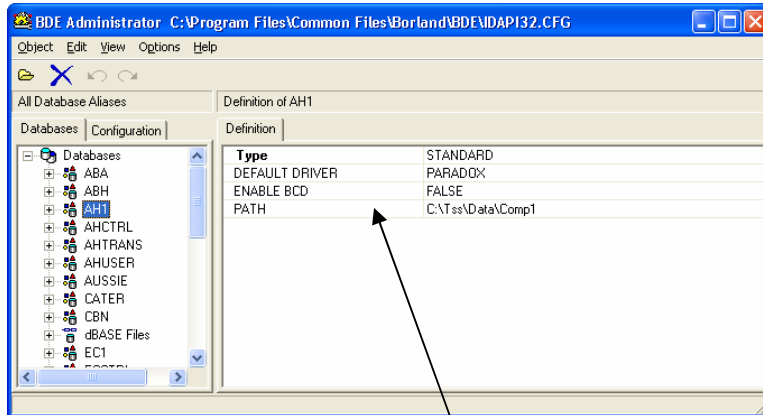 BDE Administrator C:\Program Files\Common Files\Borland\BDE\IDAPI32.CFG
Object Edit View Options Help
All Database Aliases
Definition of AH1
Databases Configuration
Definition
Databases
ABA
ABH
AH1
AHCTRL
AHTRANS
AHUSER
AUSSIE
CATER
CBN
dBASE Files
EC1
Type STANDARD
DEFAULT DRIVER PARADOX
ENABLE BCD FALSE
PATH C:\Tss\Data\Comp1